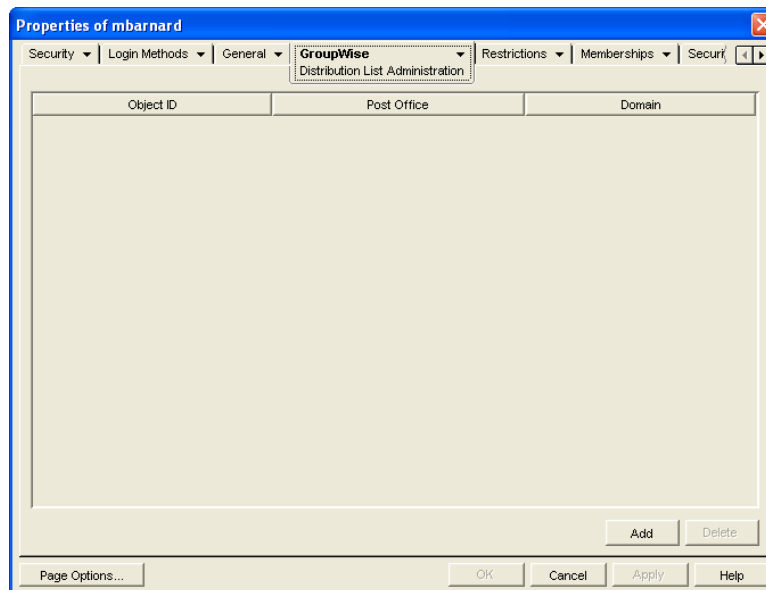 Properties of mbarnard
Security Login Methods General GroupWise Restrictions Memberships Securi
Distribution List Administration
Object ID Post Office Domain
Add Delete
Page Options... OK Cancel Apply Help